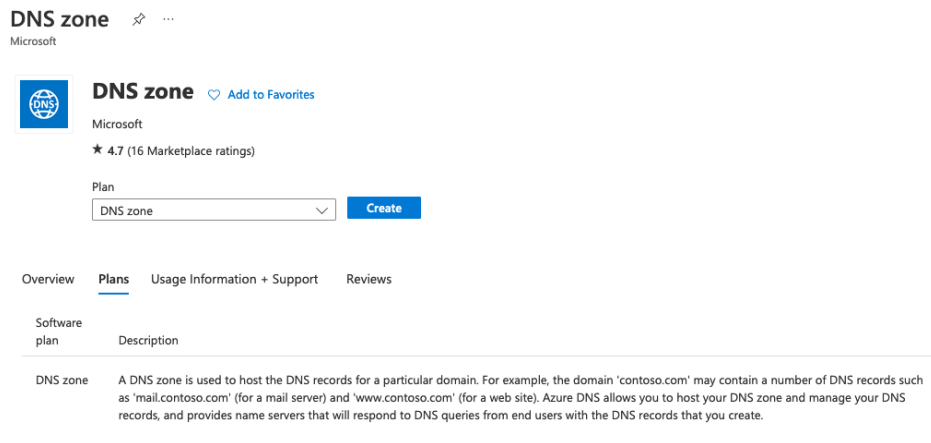 DNS zone
Microsoft
DNS
DNS zone
Add to Favorites
Microsoft
★ 4.7 (16 Marketplace ratings)
Plan
DNS zone
Create
Overview Plans Usage Information + Support Reviews
Software
plan Description
DNS zone A DNS zone is used to host the DNS records for a particular domain. For example, the domain 'contoso.com' may contain a number of DNS records such
as 'mail.contoso.com' (for a mail server) and 'www.contoso.com' (for a web site). Azure DNS allows you to host your DNS zone and manage your DNS
records, and provides name servers that will respond to DNS queries from end users with the DNS records that you create.